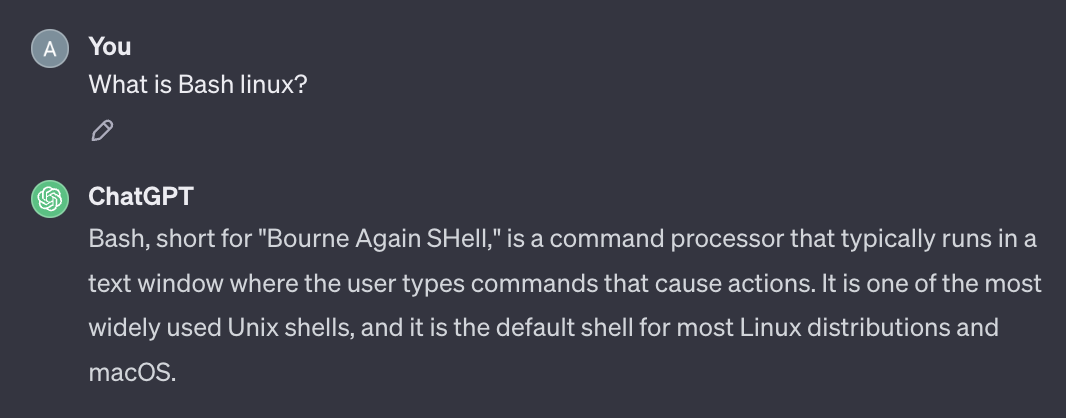 A
You
What is Bash linux?
ChatGPT
Bash, short for "Bourne Again SHell," is a command processor that typically runs in a
text window where the user types commands that cause actions. It is one of the most
widely used Unix shells, and it is the default shell for most Linux distributions and
macOS.